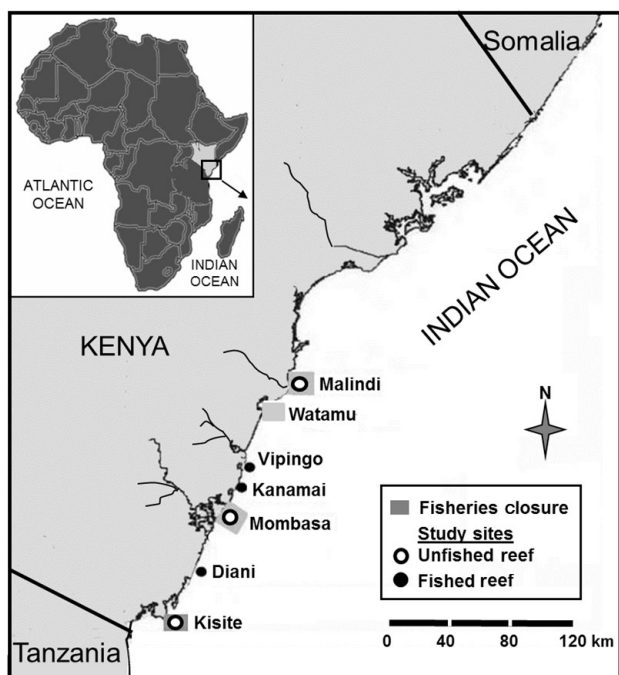 Somalia
ATLANTIC
OCEAN
INDIAN
OCEAN
INDIAN OCEAN
KENYA
Malindi
Watamu
N
Vipingo
Kanamai
Mombasa
Diani
Kisite
Tanzania
Fisheries closure
Study sites
Unfished reef
Fished reef
0 40 80 120 km